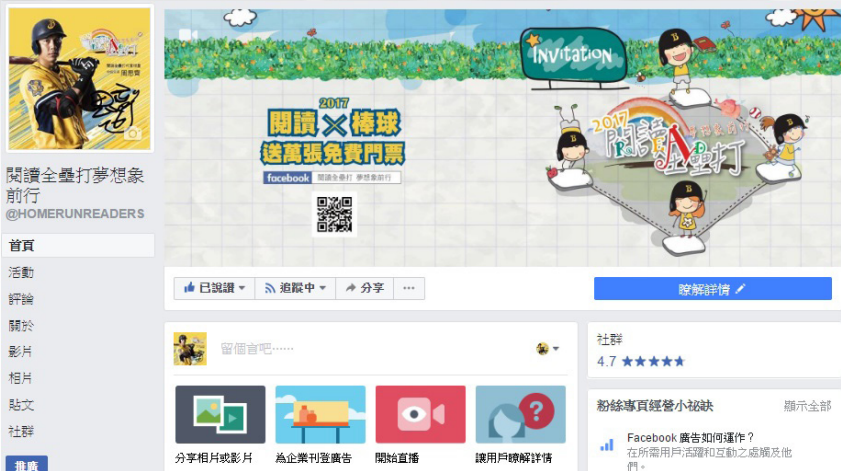 閱讀全壘打夢想象
前行
@HOMERUNREADERS
首頁
活動
評論
關於
影片
相片
貼文
社群
推廣
周思齊
2017
閱讀×棒球
送萬張免費門票
facebook 閱讀全壘打 夢想象前行
INVitatioN
2017
閱讀
全壘打
已說讚
追蹤中
分享
瞭解詳情
留個言吧......
分享相片或影片
為企業刊登廣告
開始直播
讓用戶瞭解詳情
社群
4.7
粉絲專頁經營小祕訣
顯示全部
Facebook 廣告如何運作？
在所需用戶活躍和互動之處觸及他
們。